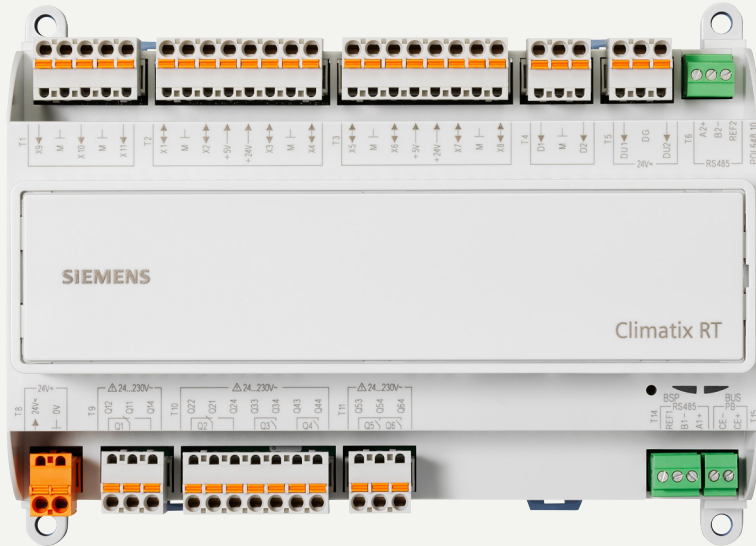 T1 X9 M X10 M X11
T2 X1 M X2 +5V +24V X3 M X4
T3 X5 M X6 +5V +24V X7 M X8
T4 D1 M D2
T5 DU1 DG DU2
24V~
T6 A2+ B2- REF2
RS485
POL648.10
SIEMENS
Climatix RT
T8 24V~
24V~ 0V
T9 ⚠ 24...230V~
Q12 Q11 Q14
Q1
T10 ⚠ 24...230V~
Q22 Q21 Q24 Q33 Q34 Q43 Q44
Q2 Q3 Q4
T11 ⚠ 24...230V~
Q53 Q54 Q64
Q5 Q6
BSP BUS
T14 RS485 PB T15
REF1 B1- A1+ CE- CE+